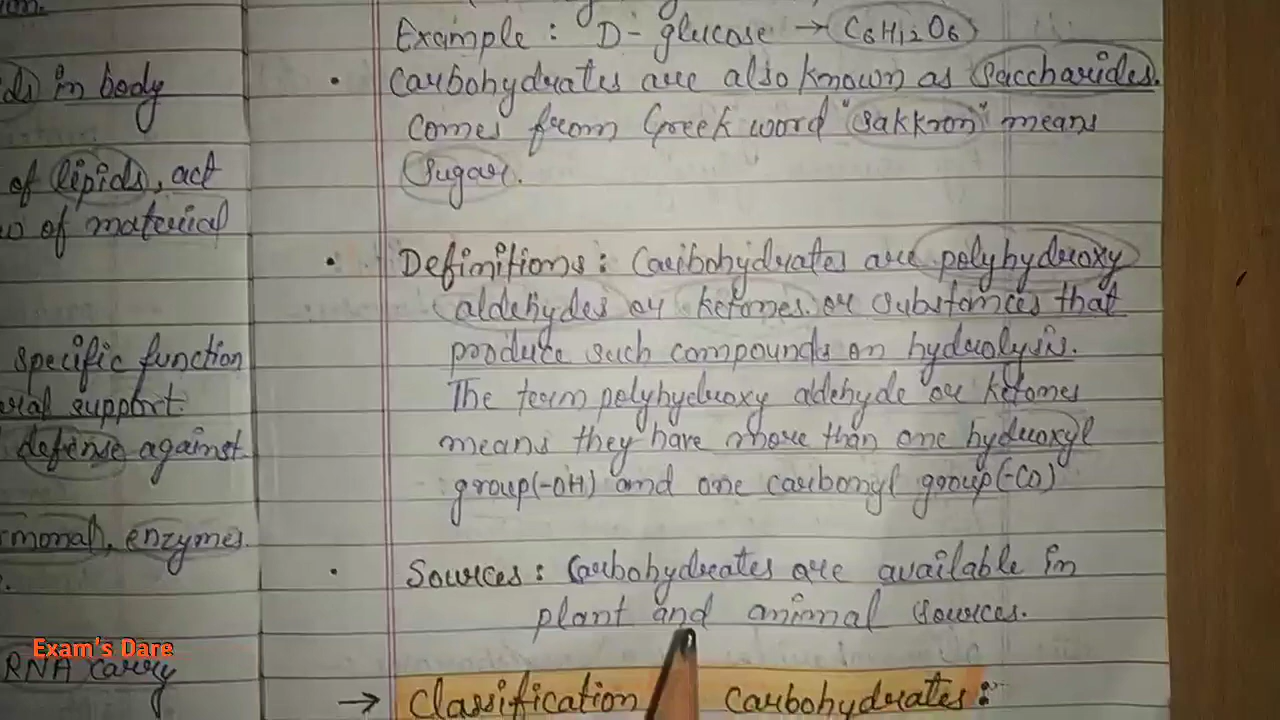 Example : D-glucose → C6H12O6
Carbohydrates are also known as Saccharides.
comes from Greek word "Sakkron" means
Sugar.
Definitions : Carbohydrates are polyhydroxy
aldehydes or ketones or substances that
produce such compounds on hydrolysis.
The term polyhydroxy aldehyde or ketones
means they have more than one hydroxyl
group(-OH) and one carbonyl group(-CO)
Sources : Carbohydrates are available in
plant and animal sources.
→ Classification Carbohydrates :
in body
of lipids, act
of material
specific function
support.
defense against
enzymes.
Exam's Dare
RNA carry